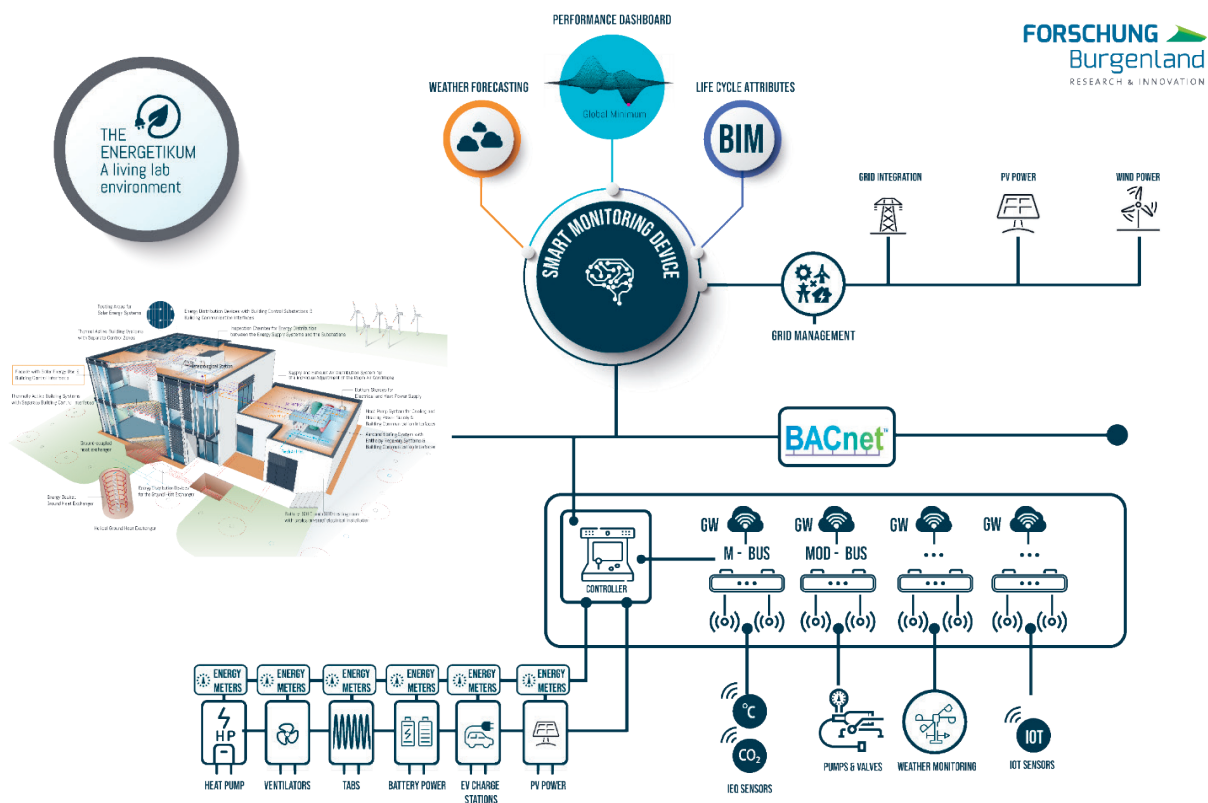 PERFORMANCE DASHBOARD
FORSCHUNG
Burgenland
RESEARCH & INNOVATION
WEATHER FORECASTING
LIFE CYCLE ATTRIBUTES
Global Minimum
BIM
THE
ENERGETIKUM
A living lab
environment
SMART MONITORING DEVICE
GRID INTEGRATION
PV POWER
WIND POWER
GRID MANAGEMENT
BACnet™
GW
GW
GW
GW
M - BUS
MOD - BUS
...
...
CONTROLLER
ENERGY
METERS
ENERGY
METERS
ENERGY
METERS
ENERGY
METERS
ENERGY
METERS
ENERGY
METERS
HP
HEAT PUMP
VENTILATORS
TABS
BATTERY POWER
EV CHARGE
STATIONS
PV POWER
°C
CO₂
IEQ SENSORS
PUMPS & VALVES
WEATHER MONITORING
IOT
IOT SENSORS
Helical Ground Heat Exchanger
Ground-coupled
heat exchanger